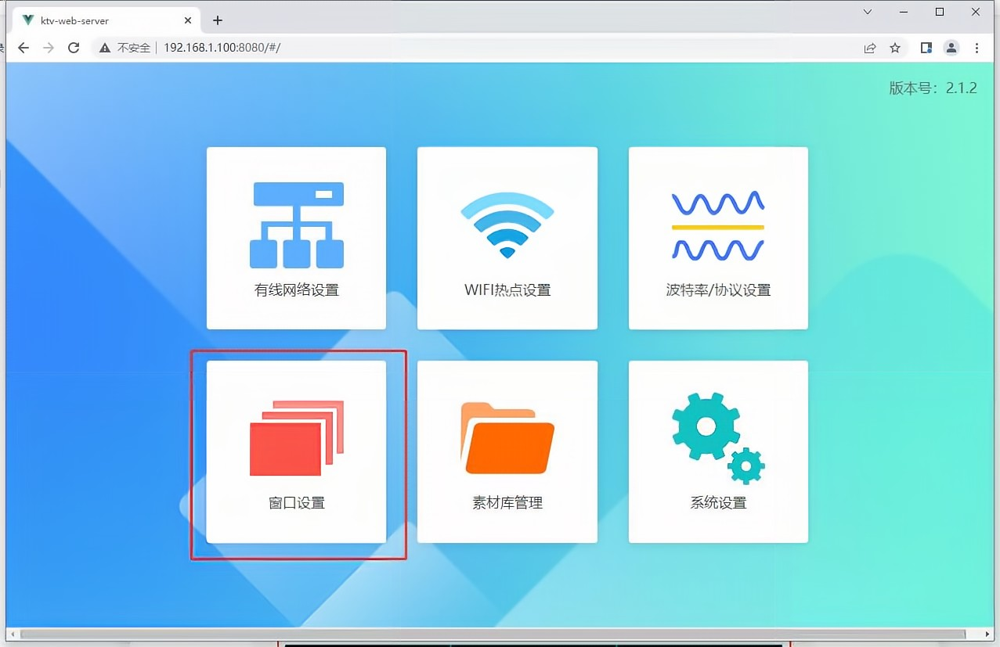 ktv-web-server
不安全
192.168.1.100:8080/#/
版本号：2.1.2
有线网络设置
WIFI热点设置
波特率/协议设置
窗口设置
素材库管理
系统设置